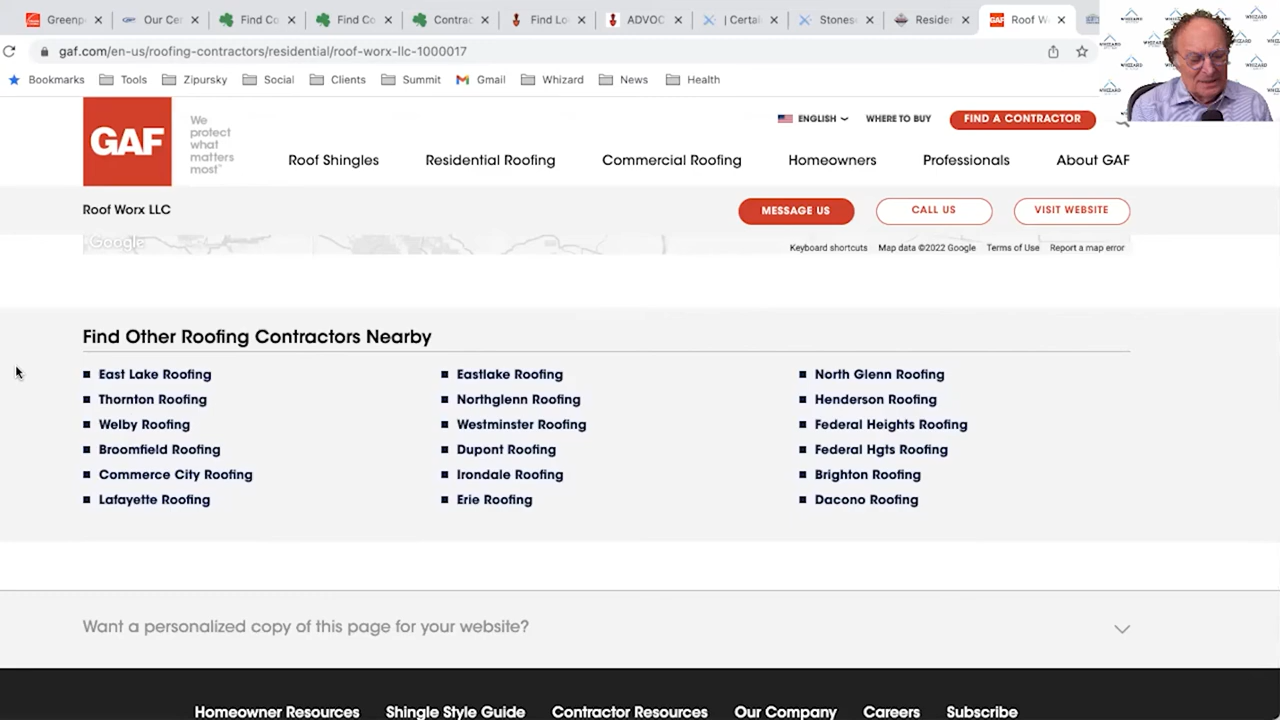 Greenp
Our Ce
Find Co
Find Co
Contrac
Find Lo
ADVOC
| Certai
Stones
Reside
Roof W
gaf.com/en-us/roofing-contractors/residential/roof-worx-llc-1000017
Bookmarks Tools Zipursky Social Clients Summit Gmail Whizard News Health
WHIZARD
GAF
We
protect
what
matters
most™
ENGLISH WHERE TO BUY FIND A CONTRACTOR
Roof Shingles Residential Roofing Commercial Roofing Homeowners Professionals About GAF
Roof Worx LLC MESSAGE US CALL US VISIT WEBSITE
Google Keyboard shortcuts Map data ©2022 Google Terms of Use Report a map error
Find Other Roofing Contractors Nearby
East Lake Roofing Eastlake Roofing North Glenn Roofing
Thornton Roofing Northglenn Roofing Henderson Roofing
Welby Roofing Westminster Roofing Federal Heights Roofing
Broomfield Roofing Dupont Roofing Federal Hgts Roofing
Commerce City Roofing Irondale Roofing Brighton Roofing
Lafayette Roofing Erie Roofing Dacono Roofing
Want a personalized copy of this page for your website?
Homeowner Resources Shingle Style Guide Contractor Resources Our Company Careers Subscribe